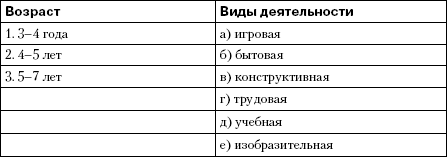 Возраст Виды деятельности
1. 3–4 года а) игровая
2. 4–5 лет б) бытовая
3. 5–7 лет в) конструктивная
г) трудовая
д) учебная
е) изобразительная